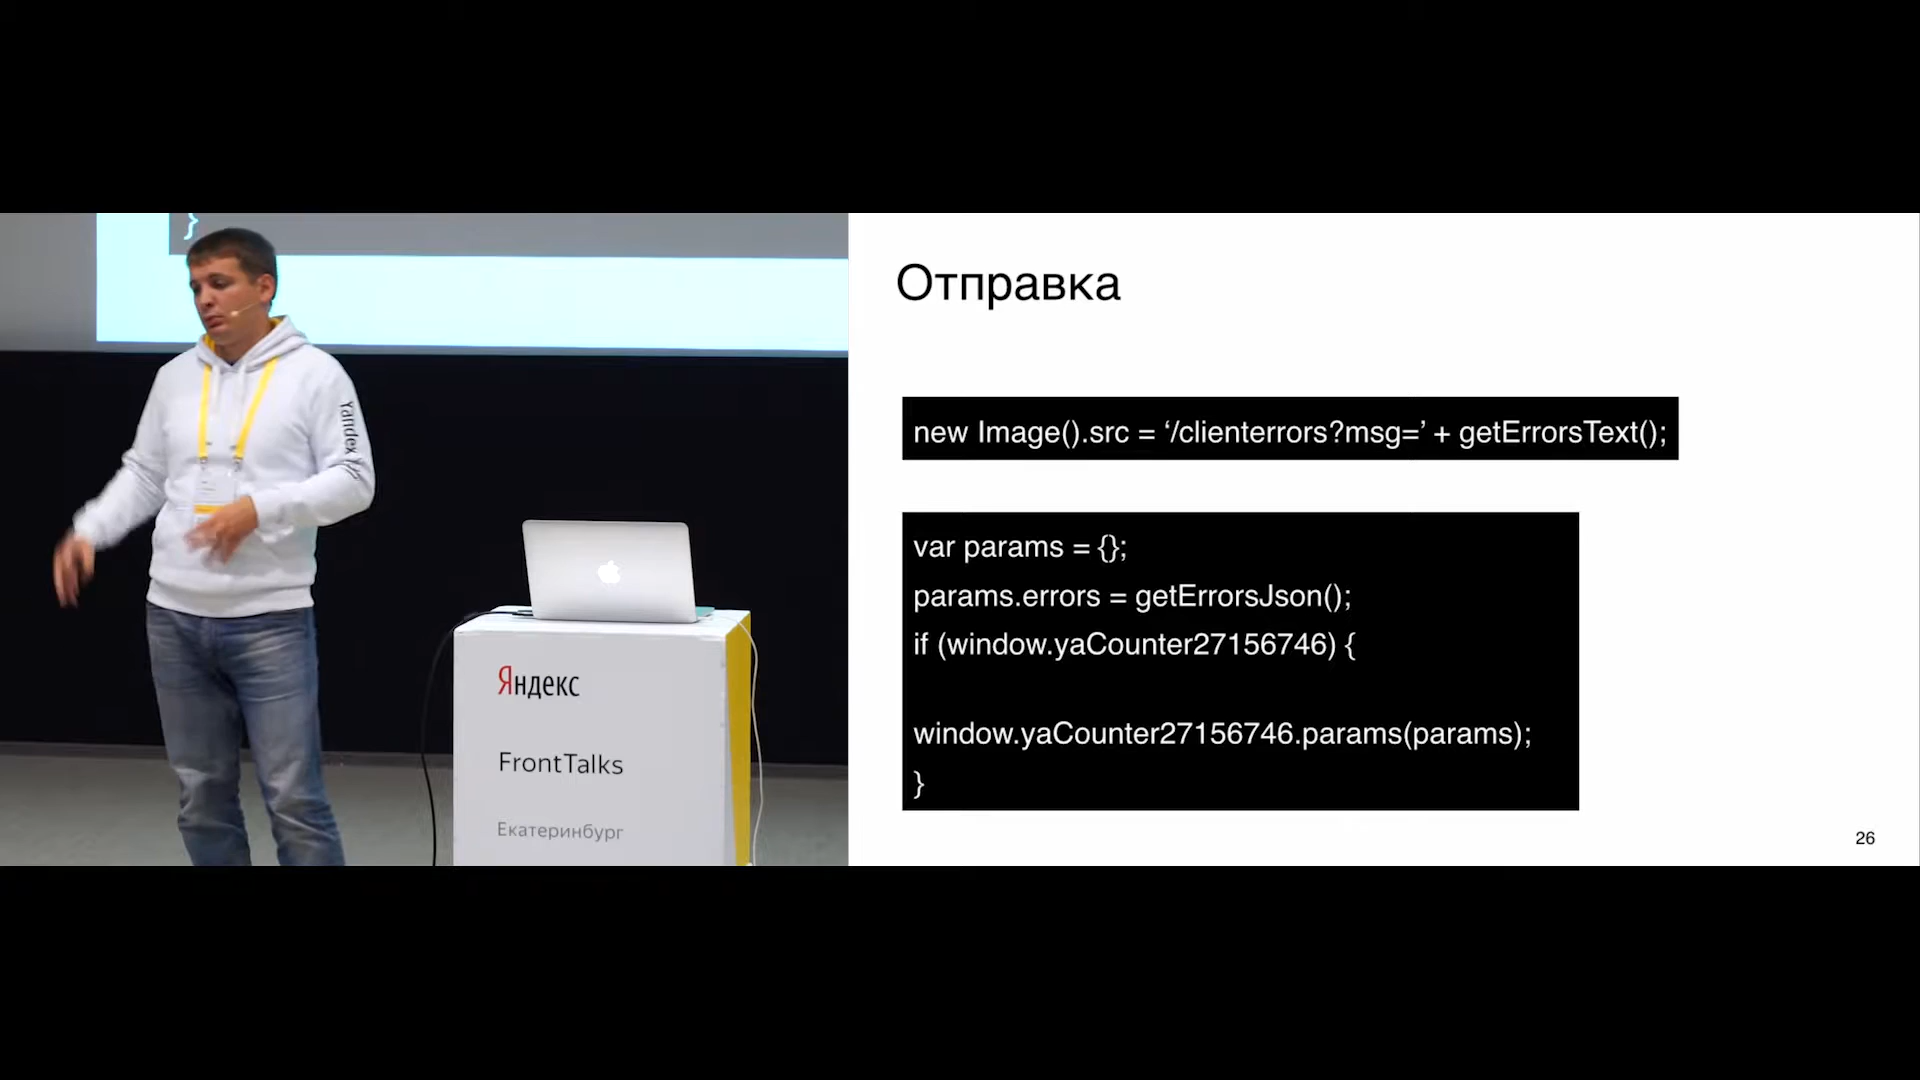 }
Yandex
Яндекс
FrontTalks
Екатеринбург
Отправка
new Image().src = ‘/clienterrors?msg=’ + getErrorsText();
var params = {};
params.errors = getErrorsJson();
if (window.yaCounter27156746) {
window.yaCounter27156746.params(params);
}
26